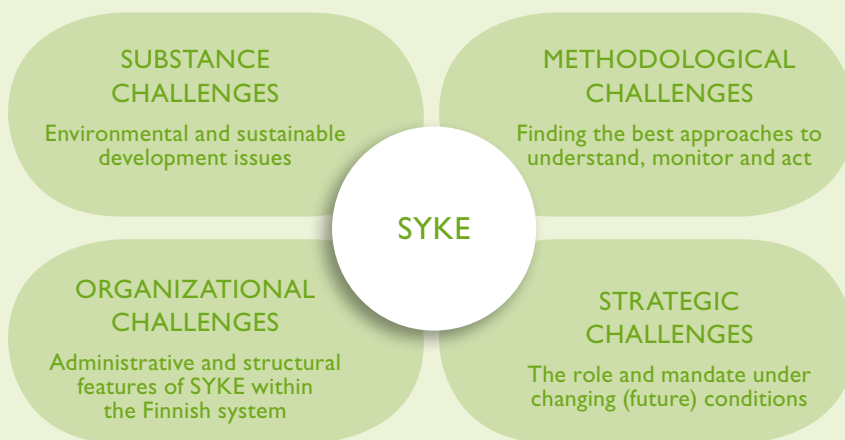 SUBSTANCE
CHALLENGES
Environmental and sustainable
development issues
METHODOLOGICAL
CHALLENGES
Finding the best approaches to
understand, monitor and act
SYKE
ORGANIZATIONAL
CHALLENGES
Administrative and structural
features of SYKE within
the Finnish system
STRATEGIC
CHALLENGES
The role and mandate under
changing (future) conditions